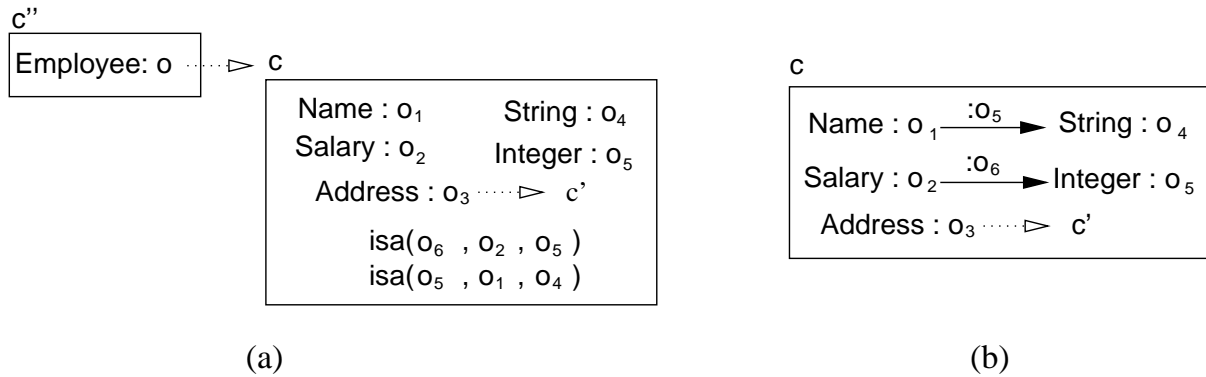 c''
Employee: o
c
Name : o₁ String : o₄
Salary : o₂ Integer : o₅
Address : o₃ c'
isa(o₆ , o₂ , o₅ )
isa(o₅ , o₁ , o₄ )
(a)
c
Name : o₁ :o₅ String : o₄
Salary : o₂ :o₆ Integer : o₅
Address : o₃ c'
(b)